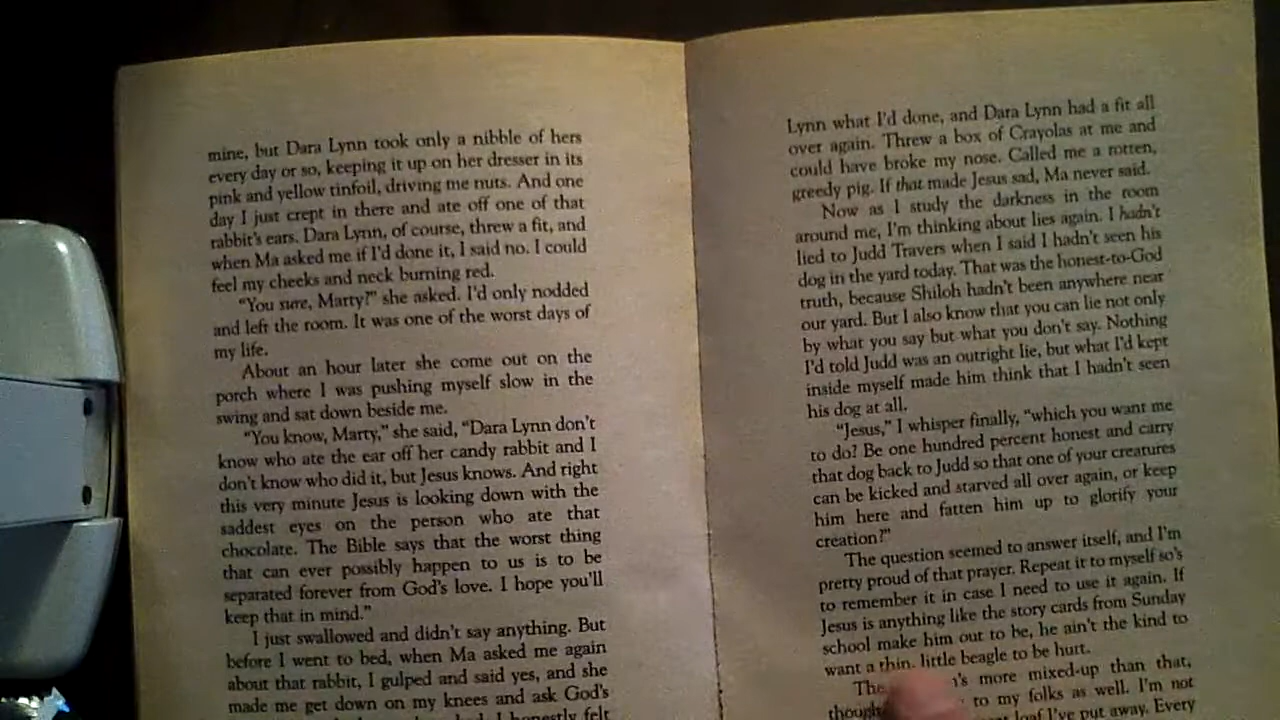 mine, but Dara Lynn took only a nibble of hers
every day or so, keeping it up on her dresser in its
pink and yellow tinfoil, driving me nuts. And one
day I just crept in there and ate off one of that
rabbit's ears. Dara Lynn, of course, threw a fit, and
when Ma asked me if I'd done it, I said no. I could
feel my cheeks and neck burning red.
"You sure, Marty?" she asked. I'd only nodded
and left the room. It was one of the worst days of
my life.
About an hour later she come out on the
porch where I was pushing myself slow in the
swing and sat down beside me.
"You know, Marty," she said, "Dara Lynn don't
know who ate the ear off her candy rabbit and I
don't know who did it, but Jesus knows. And right
this very minute Jesus is looking down with the
saddest eyes on the person who ate that
chocolate. The Bible says that the worst thing
that can ever possibly happen to us is to be
separated forever from God's love. I hope you'll
keep that in mind."
I just swallowed and didn't say anything. But
before I went to bed, when Ma asked me again
about that rabbit, I gulped and said yes, and she
made me get down on my knees and ask God's
I honestly felt
Lynn what I'd done, and Dara Lynn had a fit all
over again. Threw a box of Crayolas at me and
could have broke my nose. Called me a rotten,
greedy pig. If that made Jesus sad, Ma never said.
Now as I study the darkness in the room
around me, I'm thinking about lies again. I hadn't
lied to Judd Travers when I said I hadn't seen his
dog in the yard today. That was the honest-to-God
truth, because Shiloh hadn't been anywhere near
our yard. But I also know that you can lie not only
by what you say but what you don't say. Nothing
I'd told Judd was an outright lie, but what I'd kept
inside myself made him think that I hadn't seen
his dog at all.
"Jesus," I whisper finally, "which you want me
to do? Be one hundred percent honest and carry
that dog back to Judd so that one of your creatures
can be kicked and starved all over again, or keep
him here and fatten him up to glorify your
creation?"
The question seemed to answer itself, and I'm
pretty proud of that prayer. Repeat it to myself so's
to remember it in case I need to use it again. If
Jesus is anything like the story cards from Sunday
school make him out to be, he ain't the kind to
want a thin, little beagle to be hurt.
more mixed-up than that,
to my folks as well. I'm not
loaf I've put away. Every